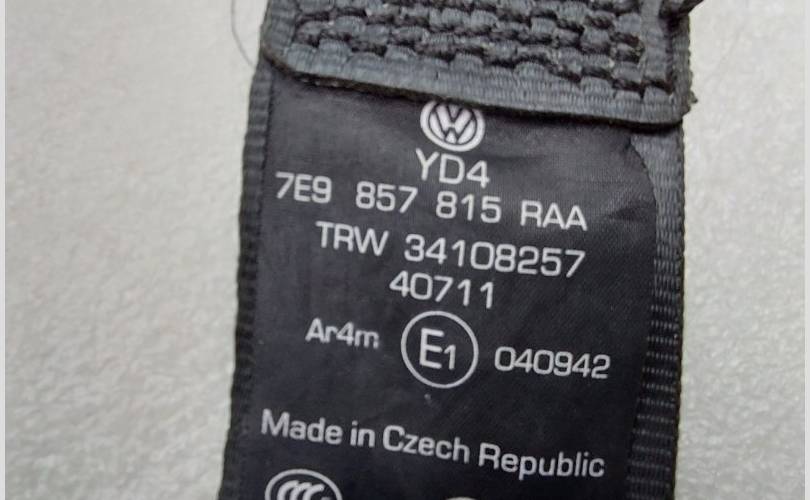 YD4
7E9 857 815 RAA
TRW 34108257
40711
Ar4m E1 040942
Made in Czech Republic